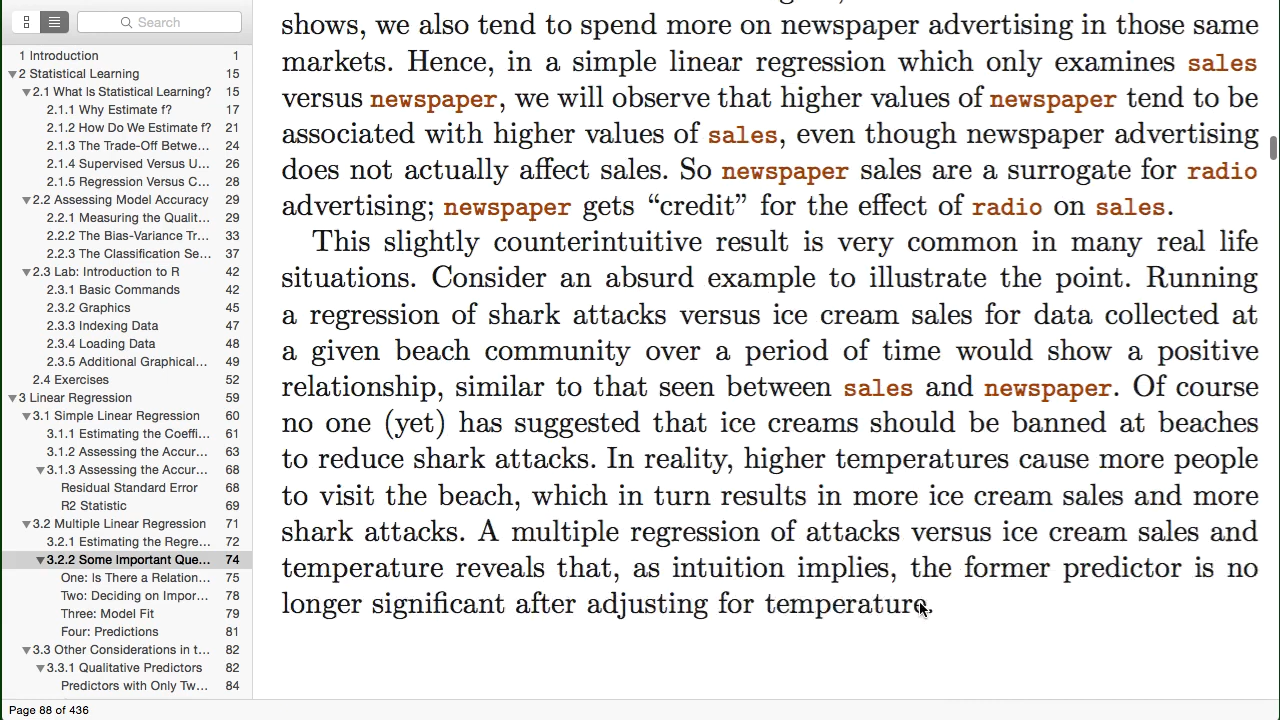 Search
1 Introduction 1
2 Statistical Learning 15
2.1 What Is Statistical Learning? 15
2.1.1 Why Estimate f? 17
2.1.2 How Do We Estimate f? 21
2.1.3 The Trade-Off Betwe... 24
2.1.4 Supervised Versus U... 26
2.1.5 Regression Versus C... 28
2.2 Assessing Model Accuracy 29
2.2.1 Measuring the Qualit... 29
2.2.2 The Bias-Variance Tr... 33
2.2.3 The Classification Se... 37
2.3 Lab: Introduction to R 42
2.3.1 Basic Commands 42
2.3.2 Graphics 45
2.3.3 Indexing Data 47
2.3.4 Loading Data 48
2.3.5 Additional Graphical... 49
2.4 Exercises 52
3 Linear Regression 59
3.1 Simple Linear Regression 60
3.1.1 Estimating the Coeffi... 61
3.1.2 Assessing the Accur... 63
3.1.3 Assessing the Accur... 68
Residual Standard Error 68
R2 Statistic 69
3.2 Multiple Linear Regression 71
3.2.1 Estimating the Regre... 72
3.2.2 Some Important Que... 74
One: Is There a Relation... 75
Two: Deciding on Impor... 78
Three: Model Fit 79
Four: Predictions 81
3.3 Other Considerations in t... 82
3.3.1 Qualitative Predictors 82
Predictors with Only Tw... 84
Page 88 of 436
shows, we also tend to spend more on newspaper advertising in those same
markets. Hence, in a simple linear regression which only examines sales
versus newspaper, we will observe that higher values of newspaper tend to be
associated with higher values of sales, even though newspaper advertising
does not actually affect sales. So newspaper sales are a surrogate for radio
advertising; newspaper gets “credit” for the effect of radio on sales.
This slightly counterintuitive result is very common in many real life
situations. Consider an absurd example to illustrate the point. Running
a regression of shark attacks versus ice cream sales for data collected at
a given beach community over a period of time would show a positive
relationship, similar to that seen between sales and newspaper. Of course
no one (yet) has suggested that ice creams should be banned at beaches
to reduce shark attacks. In reality, higher temperatures cause more people
to visit the beach, which in turn results in more ice cream sales and more
shark attacks. A multiple regression of attacks versus ice cream sales and
temperature reveals that, as intuition implies, the former predictor is no
longer significant after adjusting for temperature.